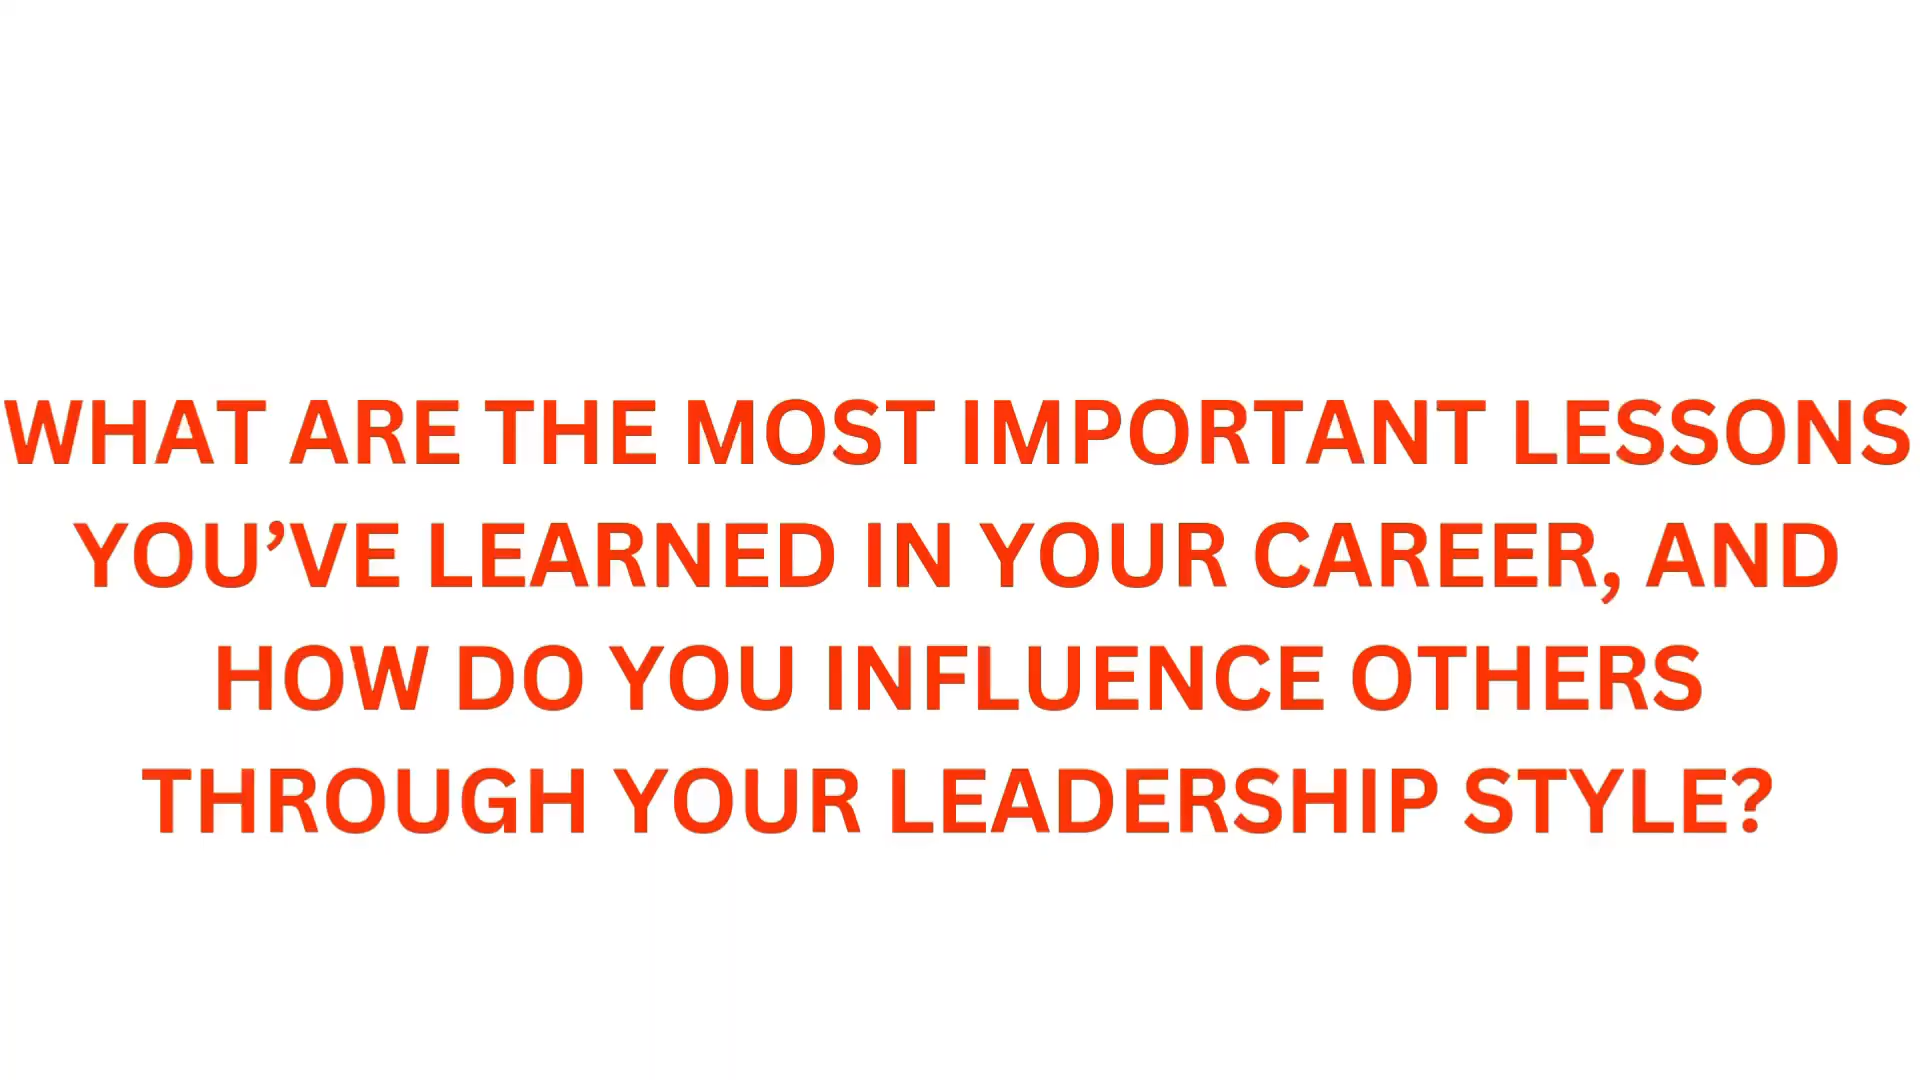 WHAT ARE THE MOST IMPORTANT LESSONS
YOU’VE LEARNED IN YOUR CAREER, AND
HOW DO YOU INFLUENCE OTHERS
THROUGH YOUR LEADERSHIP STYLE?